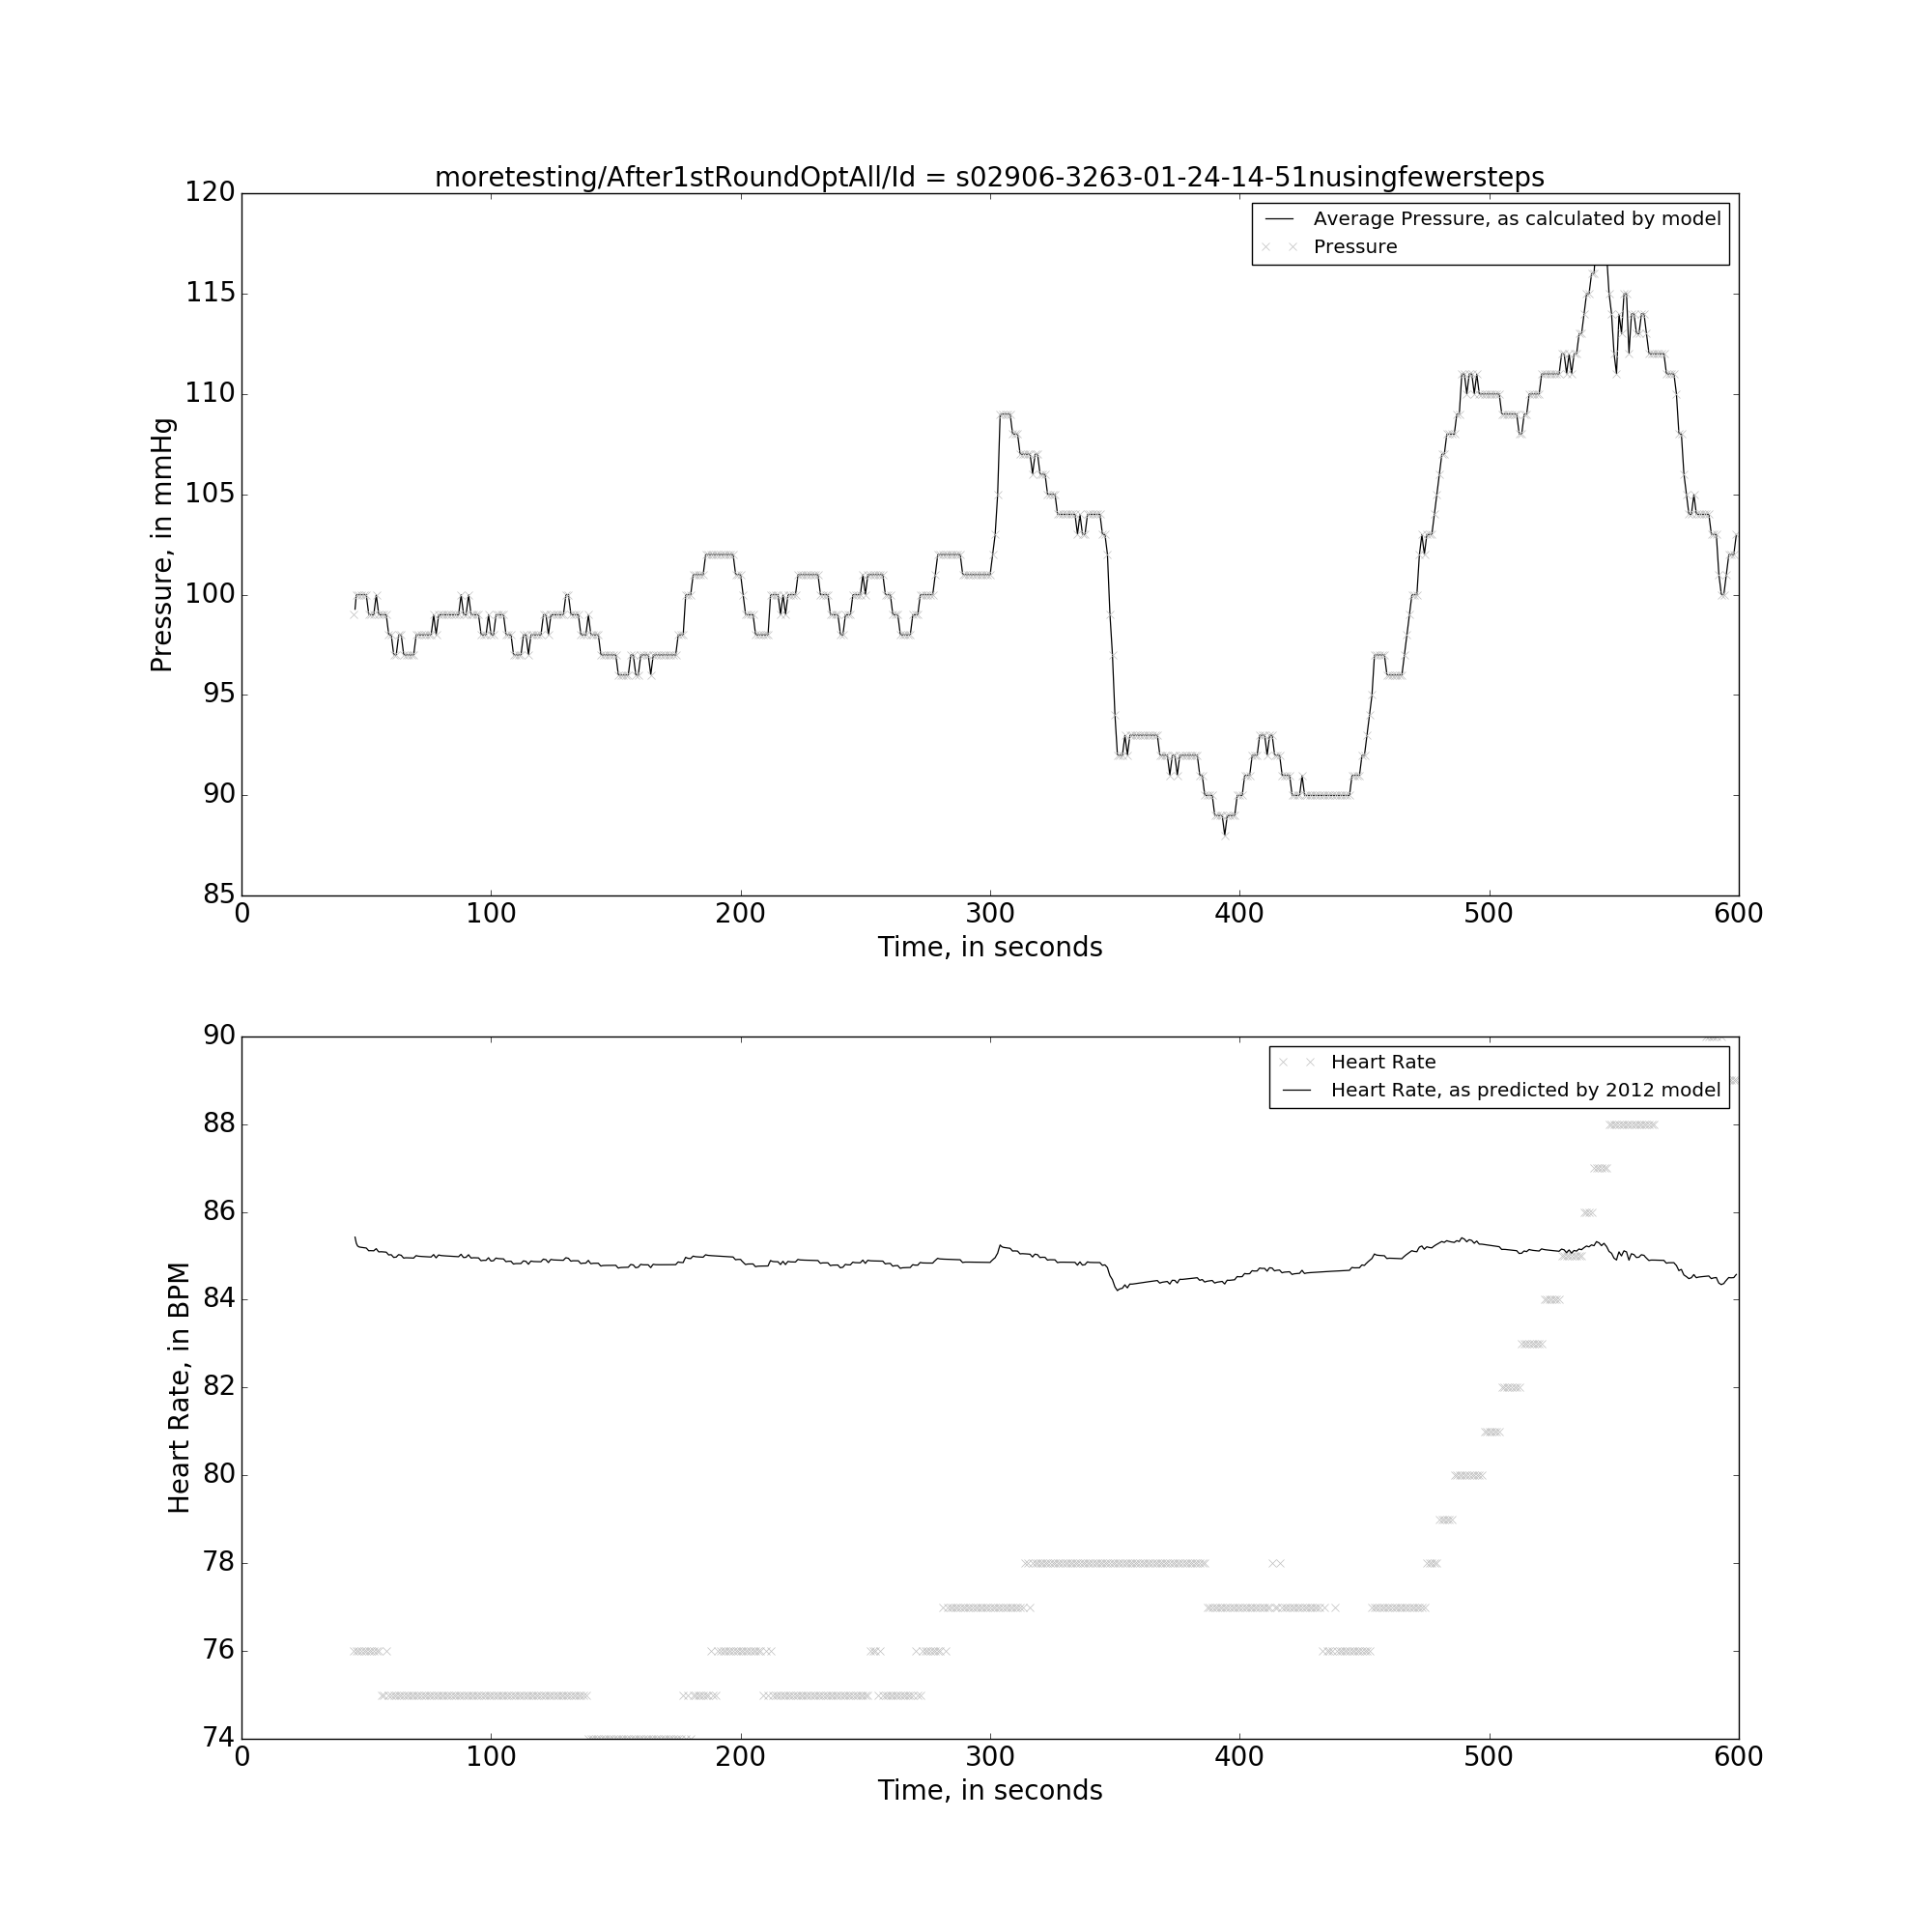 moretesting/After1stRoundOptAll/Id = s02906-3263-01-24-14-51nusingfewersteps
120
115
110
105
100
95
90
85
Pressure, in mmHg
Average Pressure, as calculated by model
Pressure
0 100 200 300 400 500 600
Time, in seconds
90
88
86
84
82
80
78
76
74
Heart Rate, in BPM
Heart Rate
Heart Rate, as predicted by 2012 model
0 100 200 300 400 500 600
Time, in seconds